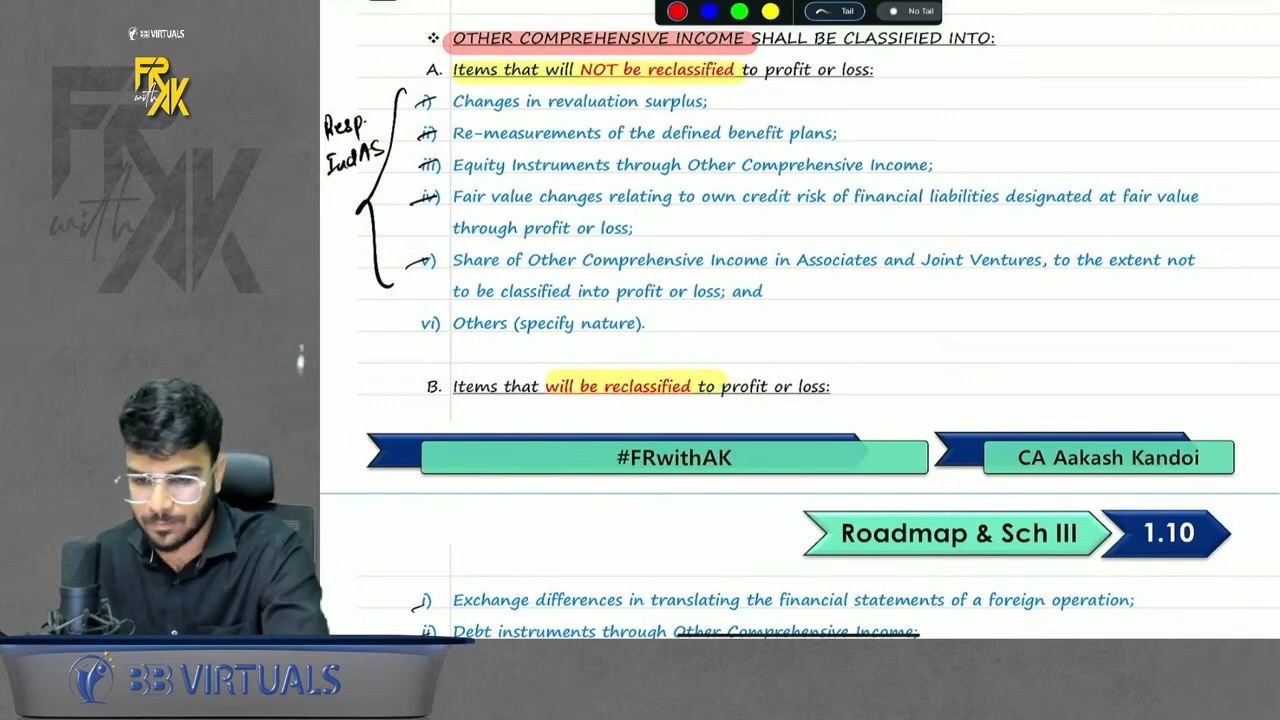 Tail
No Tail
BB VIRTUALS
FR
with
AK
FR
with
AK
❖ OTHER COMPREHENSIVE INCOME SHALL BE CLASSIFIED INTO:
A. Items that will NOT be reclassified to profit or loss:
Resp.
IndAS
i) Changes in revaluation surplus;
ii) Re-measurements of the defined benefit plans;
iii) Equity Instruments through Other Comprehensive Income;
iv) Fair value changes relating to own credit risk of financial liabilities designated at fair value
through profit or loss;
v) Share of Other Comprehensive Income in Associates and Joint Ventures, to the extent not
to be classified into profit or loss; and
vi) Others (specify nature).
B. Items that will be reclassified to profit or loss:
#FRwithAK
CA Aakash Kandoi
Roadmap & Sch III
1.10
i) Exchange differences in translating the financial statements of a foreign operation;
ii) Debt instruments through Other Comprehensive Income;
BB VIRTUALS